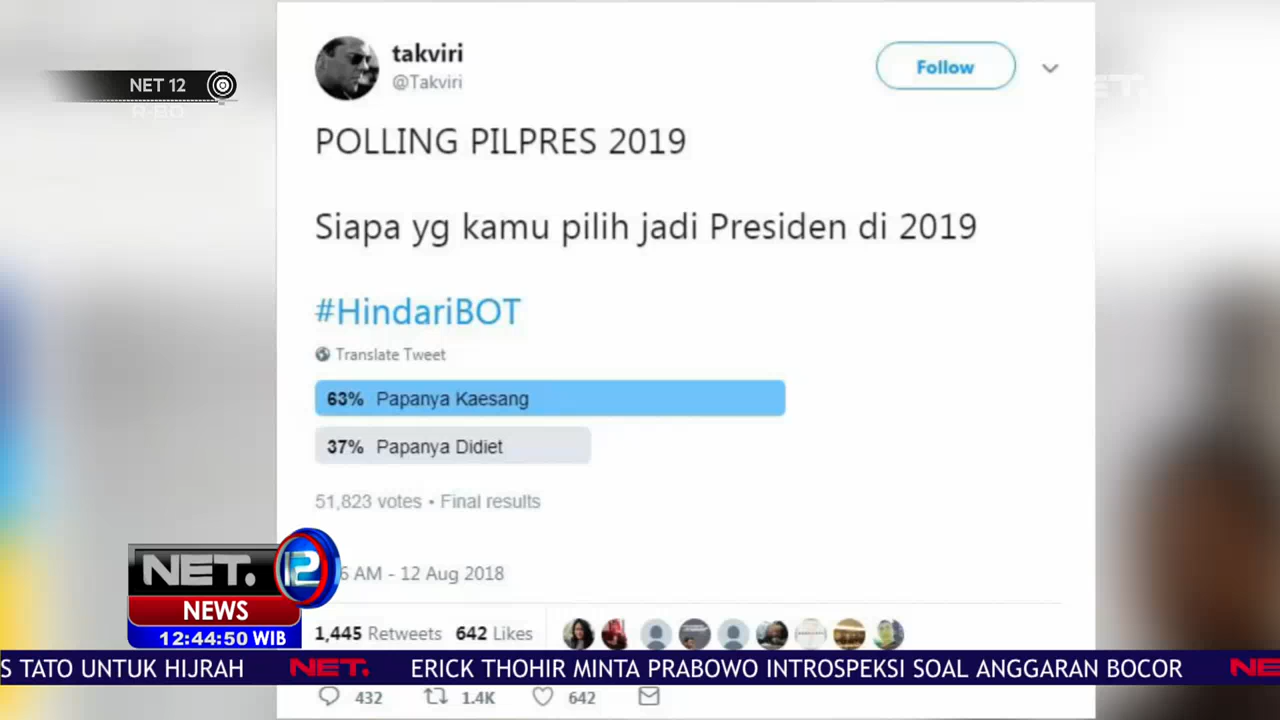 takviri
@Takviri
Follow
NET 12
POLLING PILPRES 2019
Siapa yg kamu pilih jadi Presiden di 2019
#HindariBOT
Translate Tweet
63% Papanya Kaesang
37% Papanya Didiet
51,823 votes • Final results
6 AM - 12 Aug 2018
NET. 12
NEWS
12:44:50 WIB
1,445 Retweets 642 Likes
S TATO UNTUK HIJRAH NET. ERICK THOHIR MINTA PRABOWO INTROSPEKSI SOAL ANGGARAN BOCOR NE
432 1.4K 642